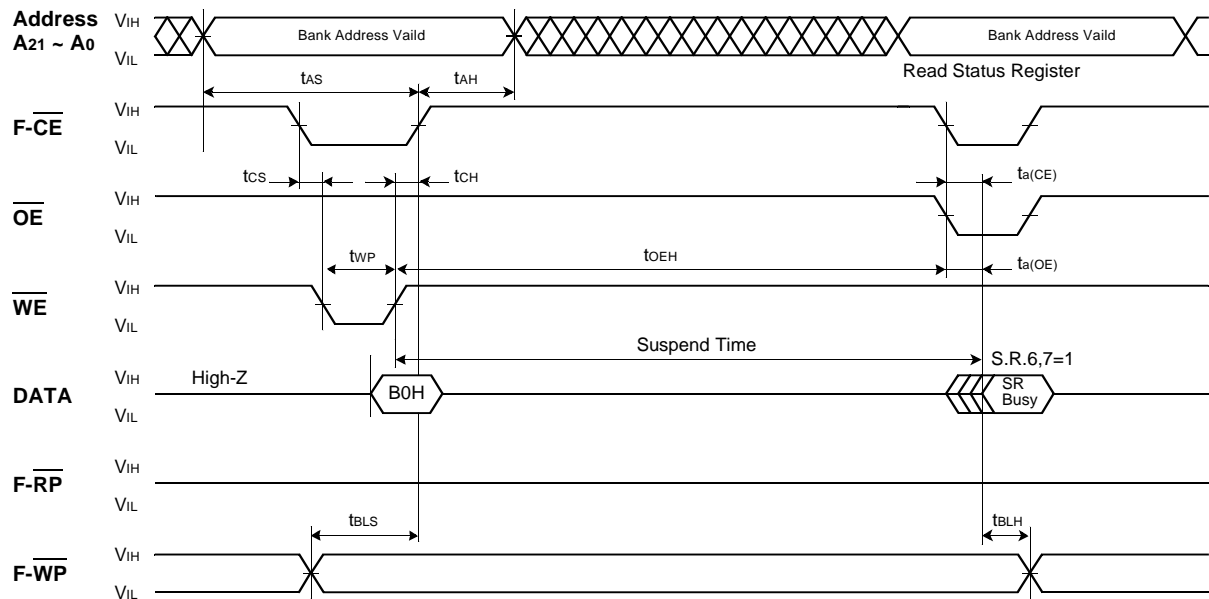 Address
A21 ~ A0
VIH
VIL
Bank Address Vaild
Bank Address Vaild
tAS
tAH
Read Status Register
F-CE
VIH
VIL
tCS
tCH
ta(CE)
OE
VIH
VIL
tWP
tOEH
ta(OE)
WE
VIH
VIL
Suspend Time
S.R.6,7=1
DATA
VIH
VIL
High-Z
B0H
SR
Busy
F-RP
VIH
VIL
tBLS
tBLH
F-WP
VIH
VIL